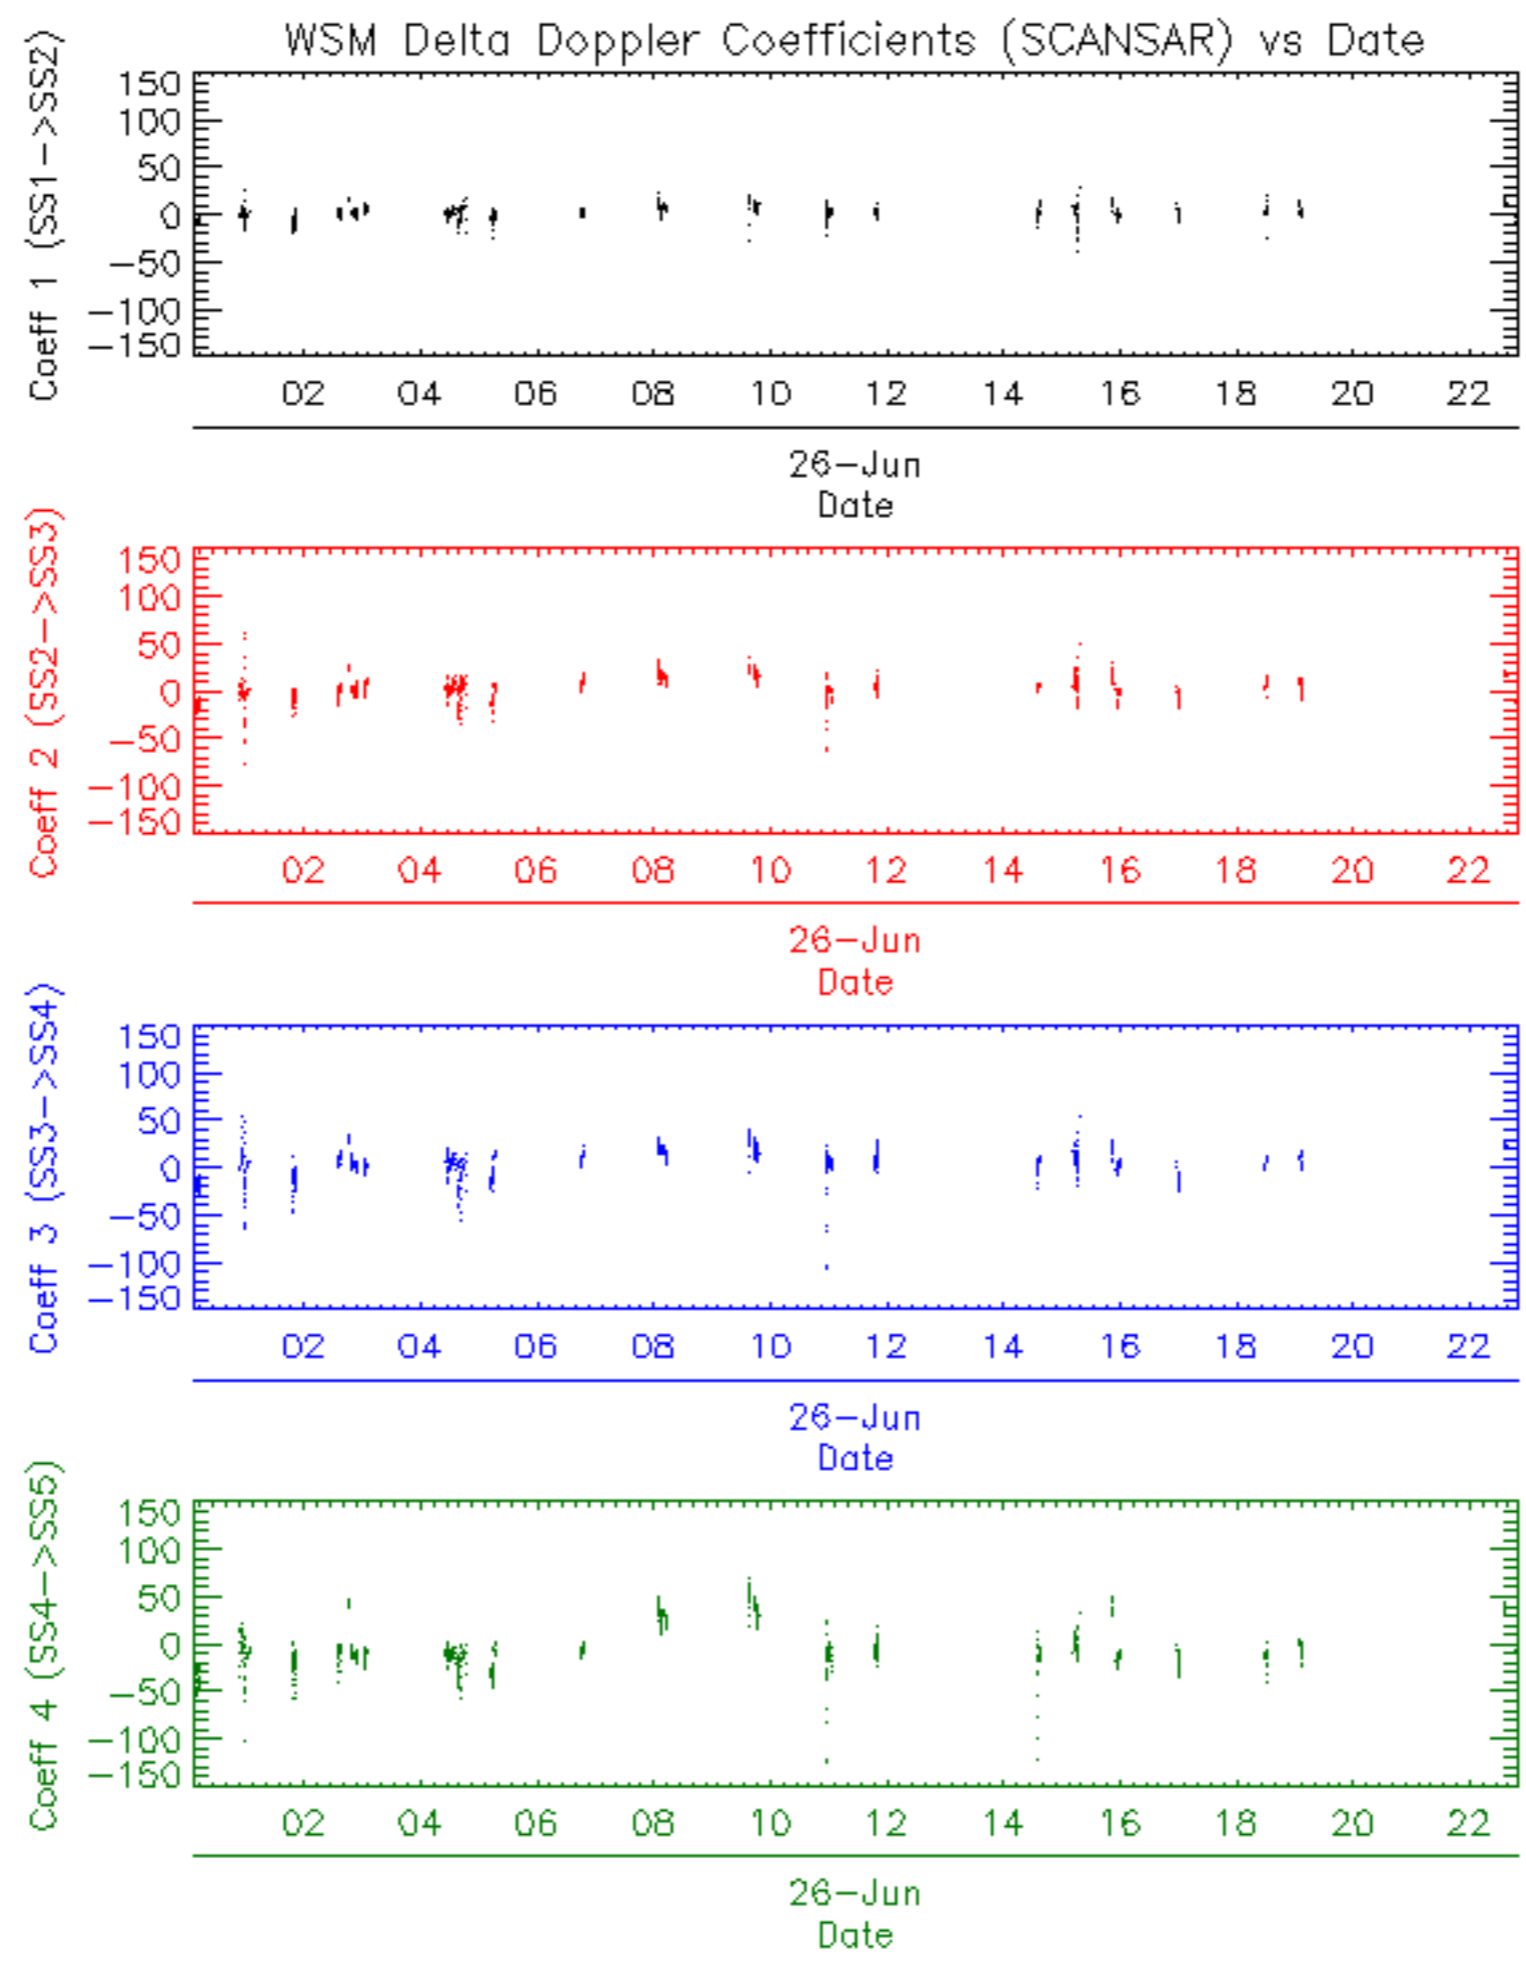 WSM Delta Doppler Coefficients (SCANSAR) vs Date
Coeff 1 (SS1->SS2)
150
100
50
0
-50
-100
-150
02 04 06 08 10 12 14 16 18 20 22
26-Jun
Date
Coeff 2 (SS2->SS3)
150
100
50
0
-50
-100
-150
02 04 06 08 10 12 14 16 18 20 22
26-Jun
Date
Coeff 3 (SS3->SS4)
150
100
50
0
-50
-100
-150
02 04 06 08 10 12 14 16 18 20 22
26-Jun
Date
Coeff 4 (SS4->SS5)
150
100
50
0
-50
-100
-150
02 04 06 08 10 12 14 16 18 20 22
26-Jun
Date